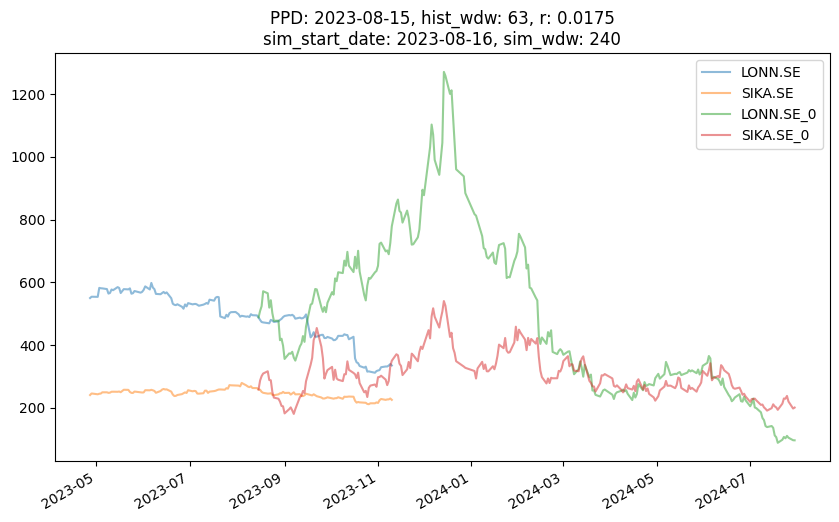 PPD: 2023-08-15, hist_wdw: 63, r: 0.0175
sim_start_date: 2023-08-16, sim_wdw: 240
LONN.SE
SIKA.SE
LONN.SE_0
SIKA.SE_0
1200
1000
800
600
400
200
2023-05
2023-07
2023-09
2023-11
2024-01
2024-03
2024-05
2024-07